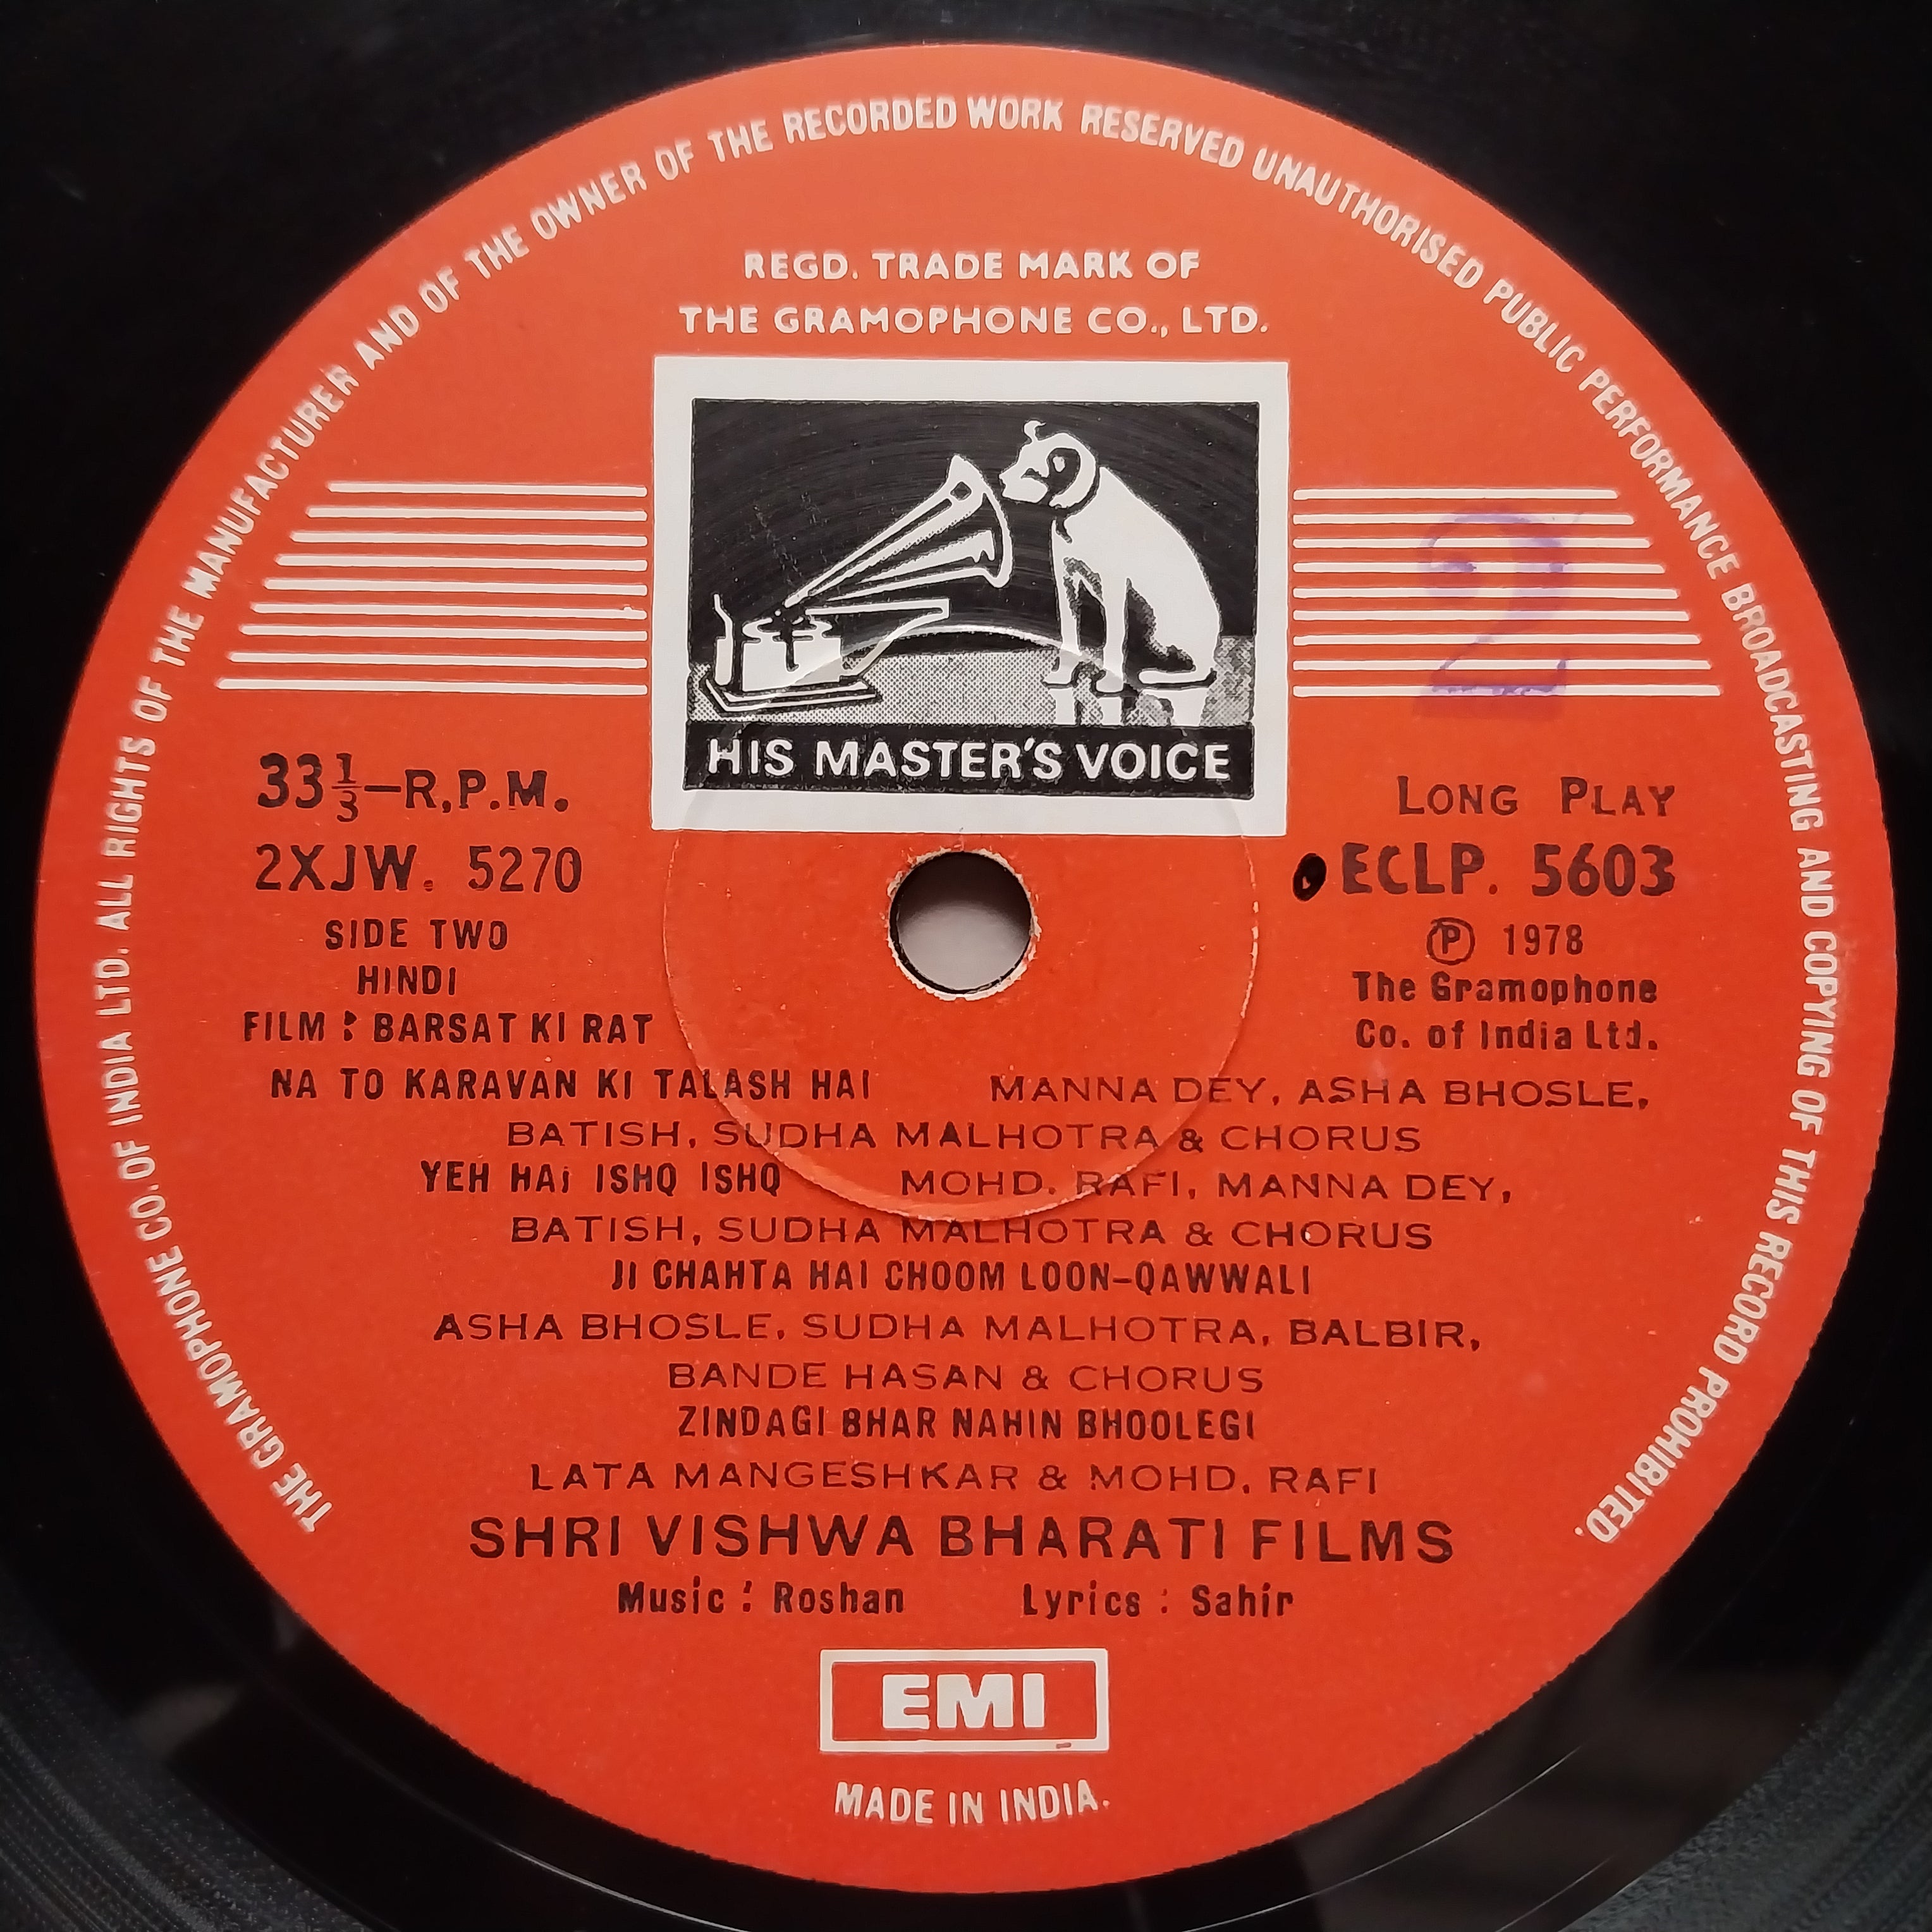 THE GRAMOPHONE CO. OF INDIA LTD. ALL RIGHTS OF THE MANUFACTURER AND OF THE OWNER OF THE RECORDED WORK RESERVED UNAUTHORISED PUBLIC PERFORMANCE BROADCASTING AND COPYING OF THIS RECORD PROHIBITED.
REGD. TRADE MARK OF
THE GRAMOPHONE CO., LTD.
2
HIS MASTER'S VOICE
33⅓–R.P.M.
2XJW. 5270
SIDE TWO
HINDI
FILM : BARSAT KI RAT
LONG PLAY
ECLP. 5603
Ⓟ 1978
The Gramophone
Co. of India Ltd.
NA TO KARAVAN KI TALASH HAI MANNA DEY, ASHA BHOSLE,
BATISH, SUDHA MALHOTRA & CHORUS
YEH HAI ISHQ ISHQ MOHD. RAFI, MANNA DEY,
BATISH, SUDHA MALHOTRA & CHORUS
JI CHAHTA HAI CHOOM LOON–QAWWALI
ASHA BHOSLE, SUDHA MALHOTRA, BALBIR,
BANDE HASAN & CHORUS
ZINDAGI BHAR NAHIN BHOOLEGI
LATA MANGESHKAR & MOHD. RAFI
SHRI VISHWA BHARATI FILMS
Music : Roshan Lyrics : Sahir
EMI
MADE IN INDIA.